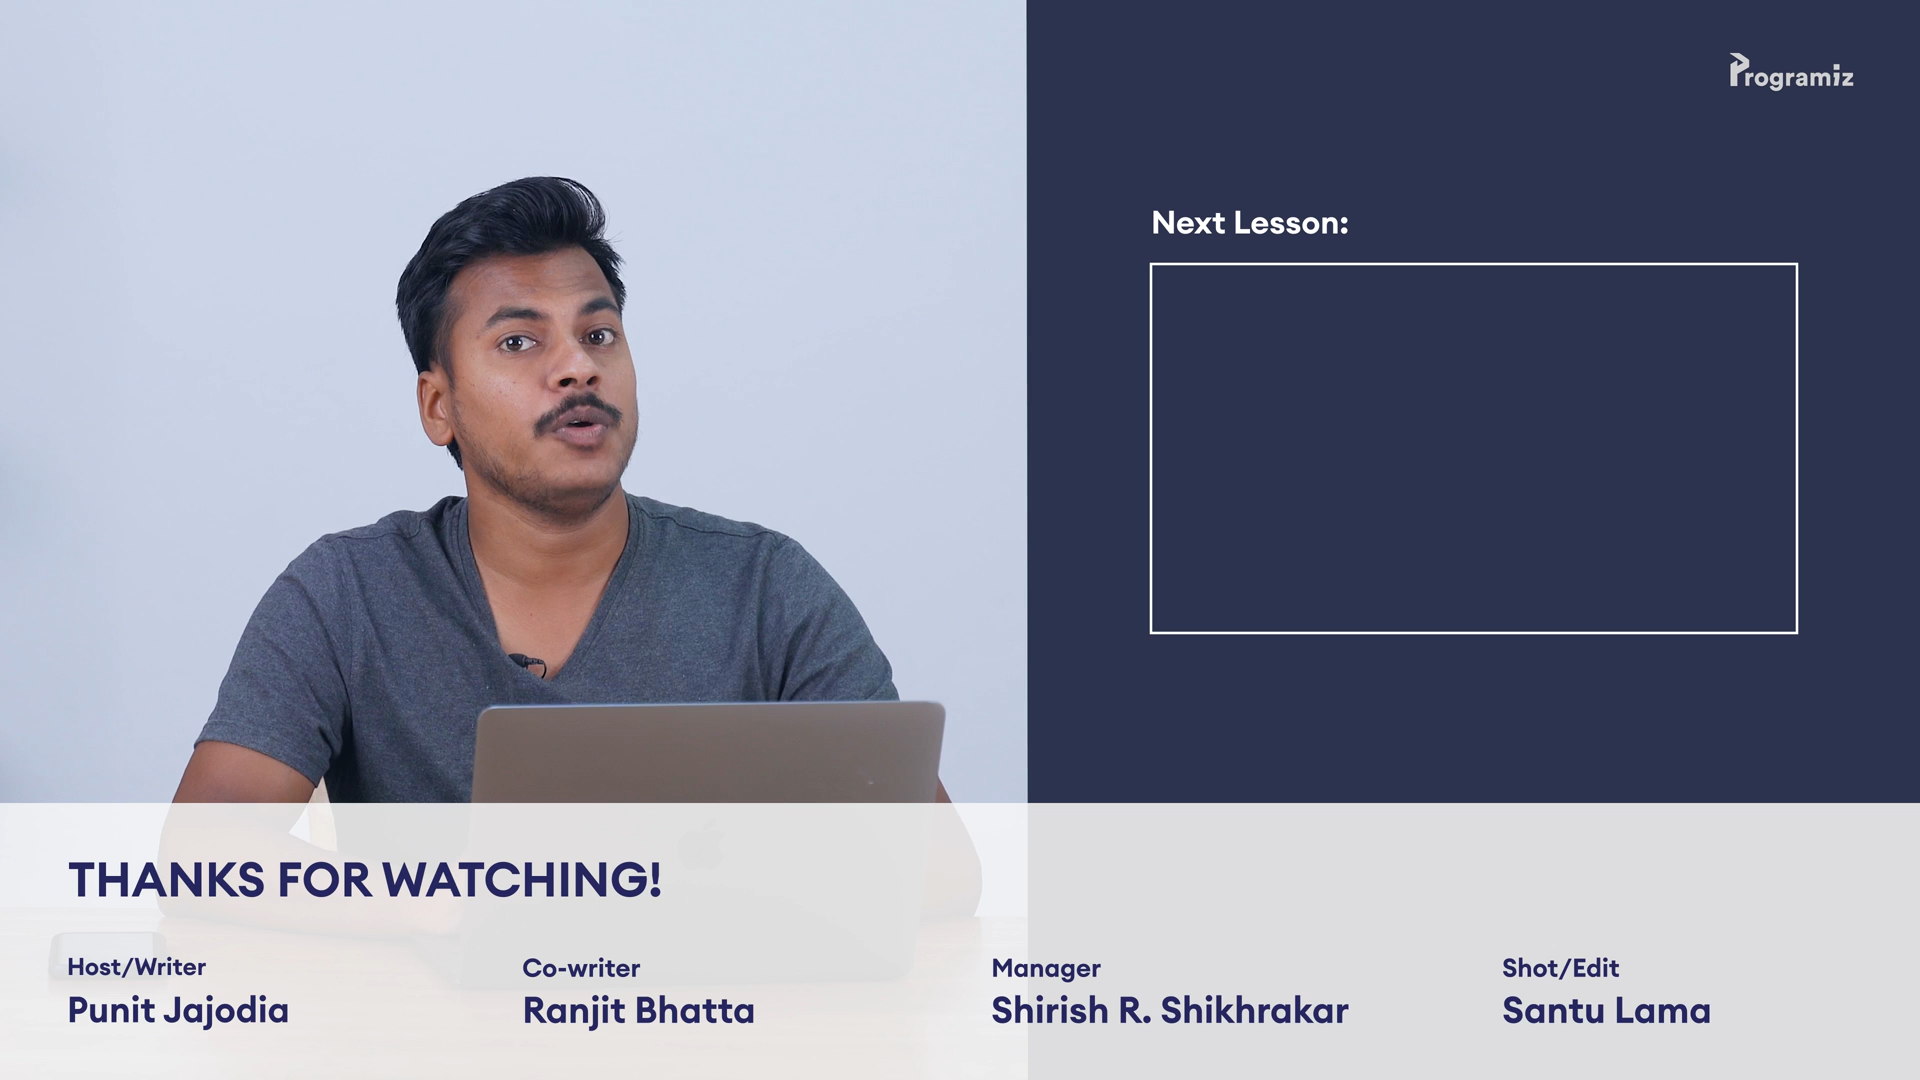 Programiz
Next Lesson:
THANKS FOR WATCHING!
Host/Writer
Punit Jajodia
Co-writer
Ranjit Bhatta
Manager
Shirish R. Shikhrakar
Shot/Edit
Santu Lama